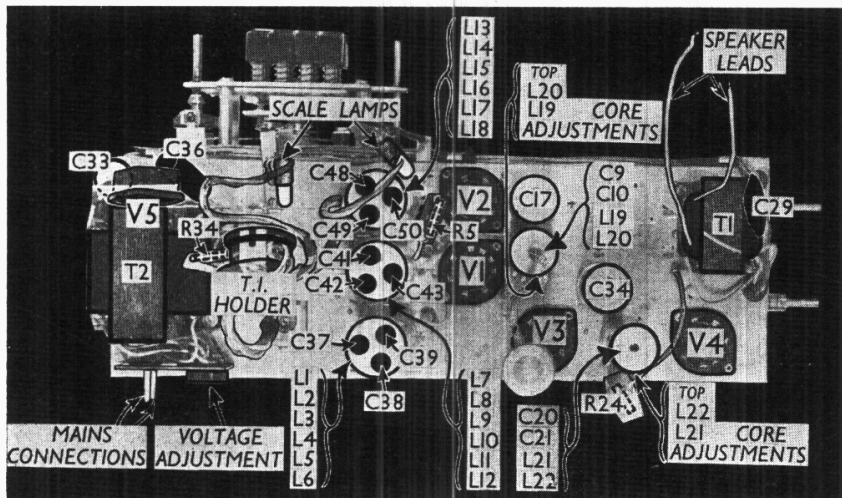 L13
L14
L15
L16
L17
L18
TOP
L20
L19
CORE
ADJUSTMENTS
SPEAKER
LEADS
SCALE LAMPS
C33
C36
C48
C9
C10
L19
L20
V5
V2
C17
T1
C29
R34
C49
C50
R5
T2
C41
V1
T.I.
HOLDER
C42
C43
C34
C37
C39
V3
V4
C38
R24
L1
L2
L3
L4
L5
L6
L7
L8
L9
L10
L11
L12
C20
C21
L21
L22
TOP
L22
L21
CORE
ADJUSTMENTS
MAINS
CONNECTIONS
VOLTAGE
ADJUSTMENT